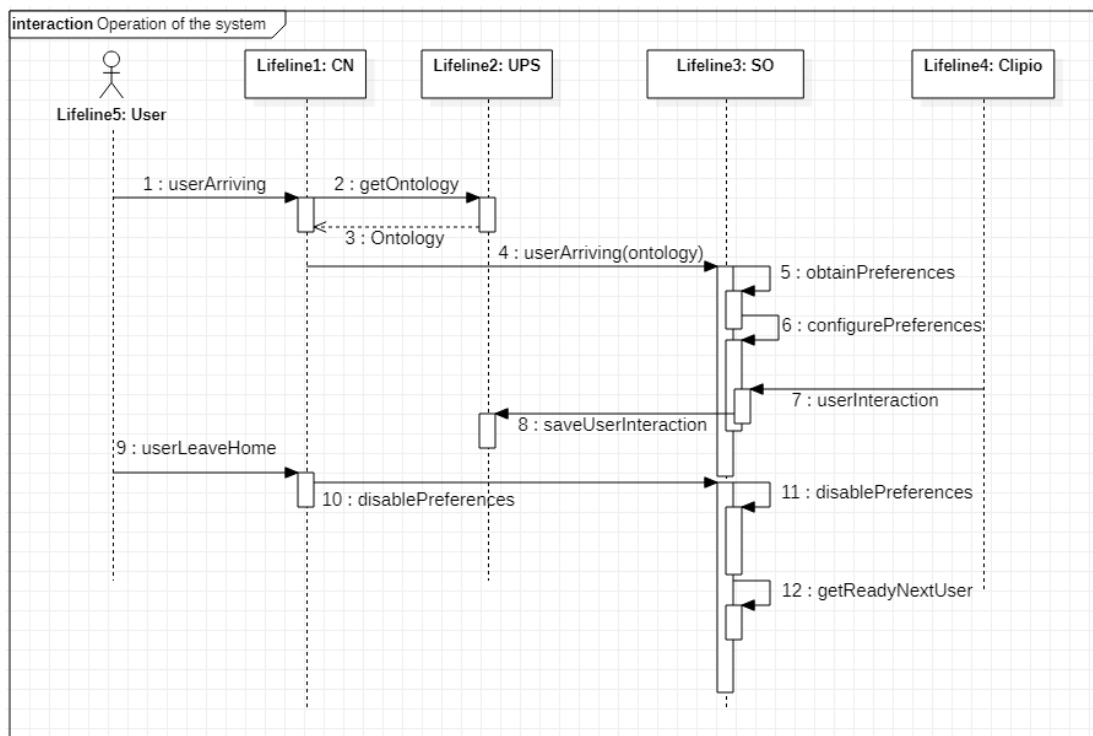 interaction Operation of the system
Lifeline5: User
Lifeline1: CN
Lifeline2: UPS
Lifeline3: SO
Lifeline4: Clipio
1 : userArriving
2 : getOntology
3 : Ontology
4 : userArriving(ontology)
5 : obtainPreferences
6 : configurePreferences
7 : userInteraction
8 : saveUserInteraction
9 : userLeaveHome
10 : disablePreferences
11 : disablePreferences
12 : getReadyNextUser